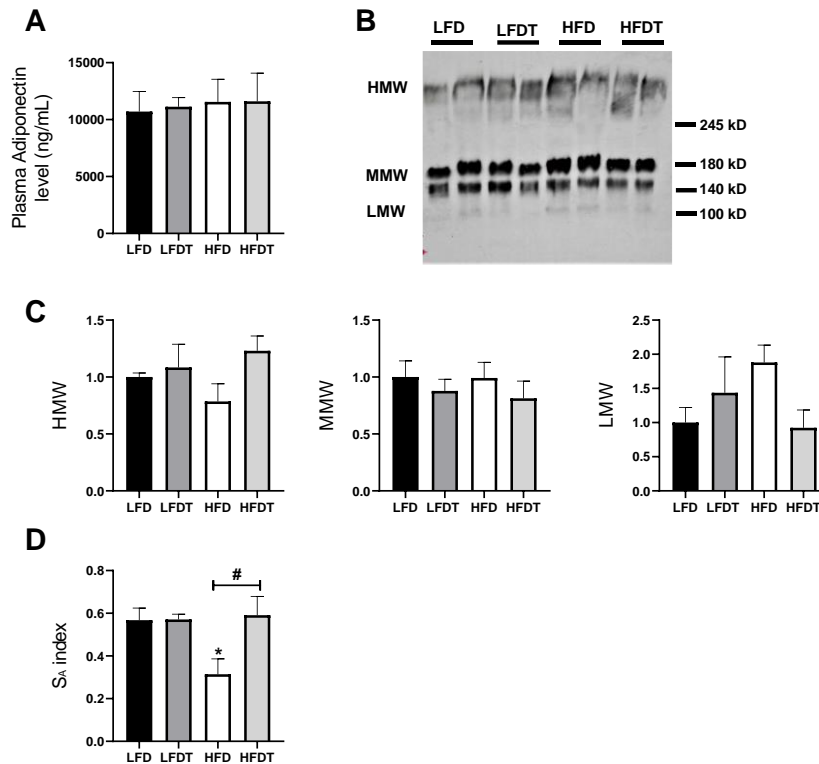 A
Plasma Adiponectin
level (ng/mL)
15000
10000
5000
0
LFD LFDT HFD HFDT
B
LFD LFDT HFD HFDT
HMW
MMW
LMW
245 kD
180 kD
140 kD
100 kD
C
HMW
1.5
1.0
0.5
0.0
LFD LFDT HFD HFDT
MMW
1.5
1.0
0.5
0.0
LFD LFDT HFD HFDT
LMW
2.5
2.0
1.5
1.0
0.5
0.0
LFD LFDT HFD HFDT
D
SA index
0.8
0.6
0.4
0.2
0.0
#
*
LFD LFDT HFD HFDT